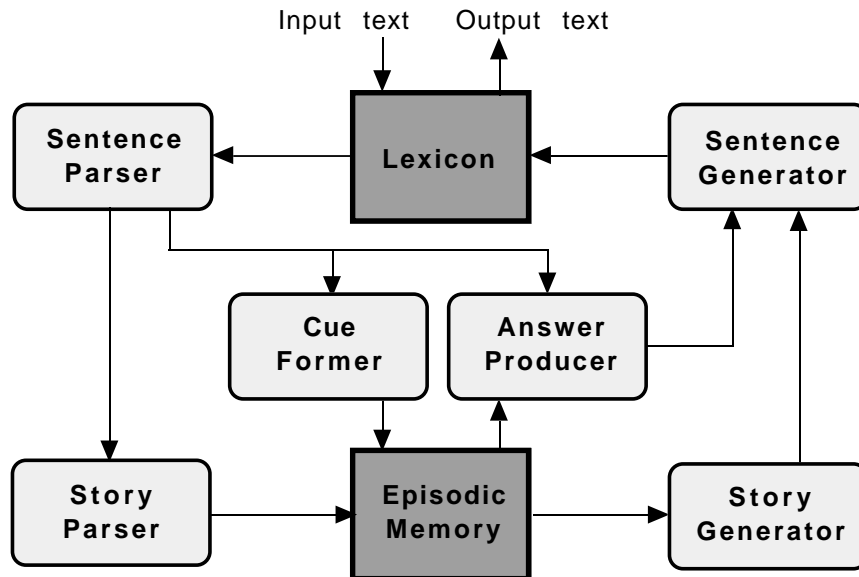 Input text Output text
Sentence
Parser
Lexicon
Sentence
Generator
Cue
Former
Answer
Producer
Story
Parser
Episodic
Memory
Story
Generator